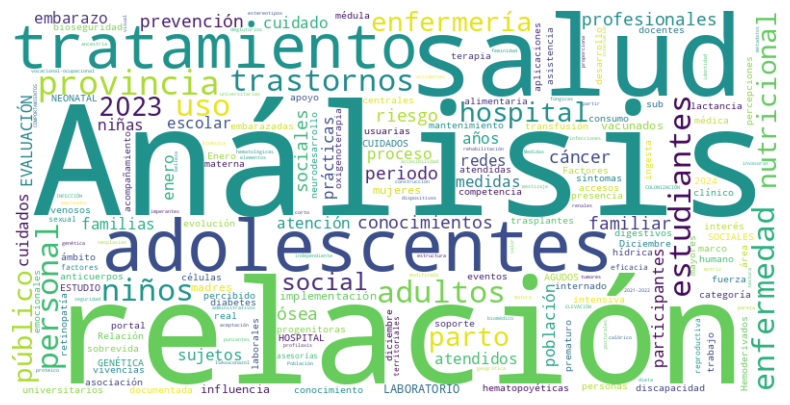 embarazo
prevención
cuidado
enfermería
profesionales
bioseguridad
médula
docentes
tratamiento
salud
terapia
aplicaciones
asistencia
desarrollo
provincia
trastornos
nutricional
percepciones
NEONATAL
apoyo
centrales
alimentaria
sub
lactancia
EVALUACIÓN
2023
uso
riesgo
hospital
consumo
vacunados
niñas
escolar
embarazadas
mantenimiento
transfusión
médica
Análisis
acompañamiento
enero
Enero
usuarias
CUIDADOS
proceso
años
cáncer
Factores
ingesta
materna
sociales
neurodesarrollo
prácticas
oxigenoterapia
periodo
mujeres
atendidas
competencia
redes
medidas
síntomas
accesos
presencia
2024
clínico
estudiantes
venosos
sexual
familias
evolución
atención
conocimientos
trasplantes
familiar
interés
SOCIALES
adolescentes
hídrica
digestivos
Diciembre
mayores
marco
humano
área
público
personal
cuidados
ámbito
factores
anticuerpos
células
niños
social
adultos
eventos
eficacia
AGUDOS
internado
fuerza
categoría
enfermedad
ESTUDIO
madres
percibido
diabetes
implementación
ósea
población
intensiva
participantes
emocionales
retinopatía
portal
real
progenitoras
HOSPITAL
diciembre
territoriales
soporte
parto
prematuro
reproductiva
trabajo
Hemoderivados
relación
GENÉTICA
Relación
sobrevida
vivencias
sujetos
laborales
asesorías
atendidos
universitarios
asociación
documentada
influencia
conocimiento
LABORATORIO
hematopoyéticas
personas
discapacidad